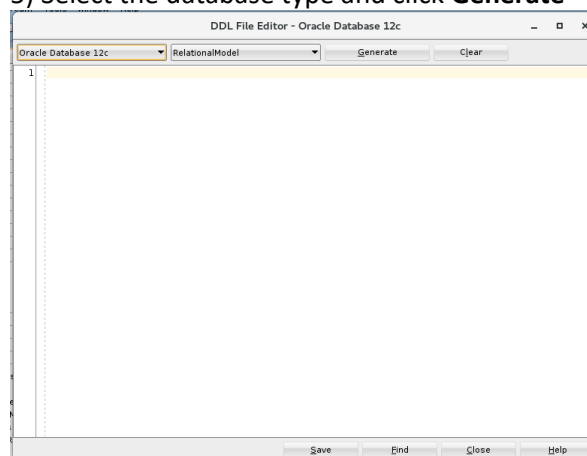 3) Select the database type and click Generate
DDL File Editor - Oracle Database 12c
Oracle Database 12c RelationalModel Generate Clear
1
Save Find Close Help